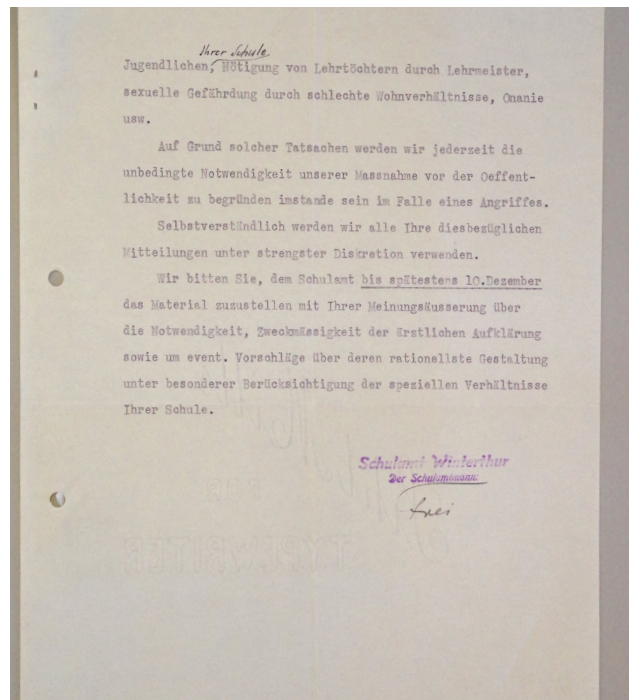 Ihrer Schule
Jugendlichen, Nötigung von Lehrtöchtern durch Lehrmeister,
sexuelle Gefährdung durch schlechte Wohnverhältnisse, Onanie
usw.
Auf Grund solcher Tatsachen werden wir jederzeit die
unbedingte Notwendigkeit unserer Massnahme vor der Oeffent-
lichkeit zu begründen imstande sein im Falle eines Angriffes.
Selbstverständlich werden wir alle Ihre diesbezüglichen
Mitteilungen unter strengster Diskretion verwenden.
Wir bitten Sie, dem Schulamt bis spätestens 10.Dezember
das Material zuzustellen mit Ihrer Meinungsäusserung über
die Notwendigkeit, Zweckmässigkeit der ärztlichen Aufklärung
sowie um event. Vorschläge über deren rationellste Gestaltung
unter besonderer Berücksichtigung der speziellen Verhältnisse
Ihrer Schule.
Schulamt Winterthur
Der Schulamtmann:
Frei
TYPEWRITER